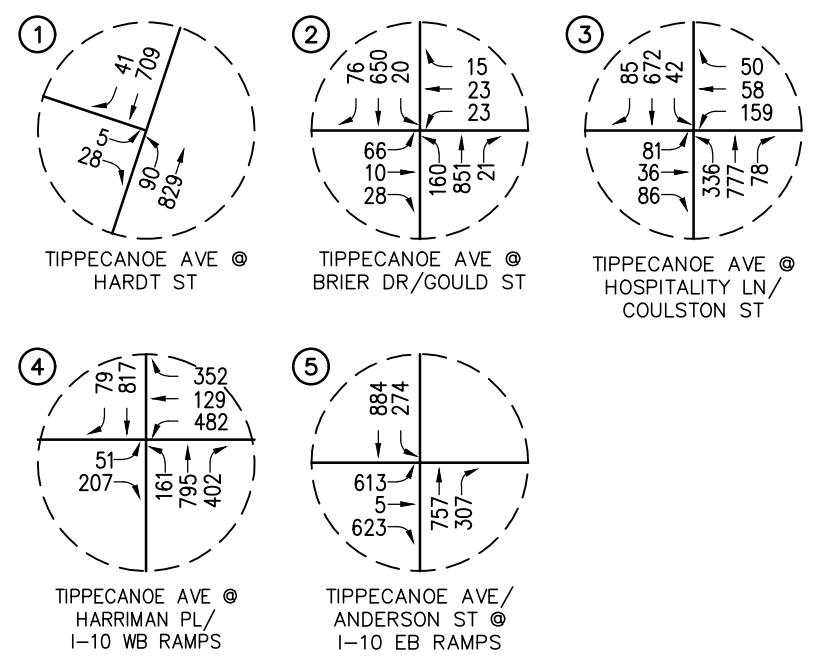 1
41 709
5
28
90 829
TIPPECANOE AVE @
HARDT ST
2
76 650 20
15
23
23
66
10
28
160 851 21
TIPPECANOE AVE @
BRIER DR/GOULD ST
3
85 672 42
50
58
159
81
36
86
336 777 78
TIPPECANOE AVE @
HOSPITALITY LN/
COULSTON ST
4
79 817
352
129
482
51
207
161 795 402
TIPPECANOE AVE @
HARRIMAN PL/
I-10 WB RAMPS
5
884 274
613
5
623
757 307
TIPPECANOE AVE/
ANDERSON ST @
I-10 EB RAMPS